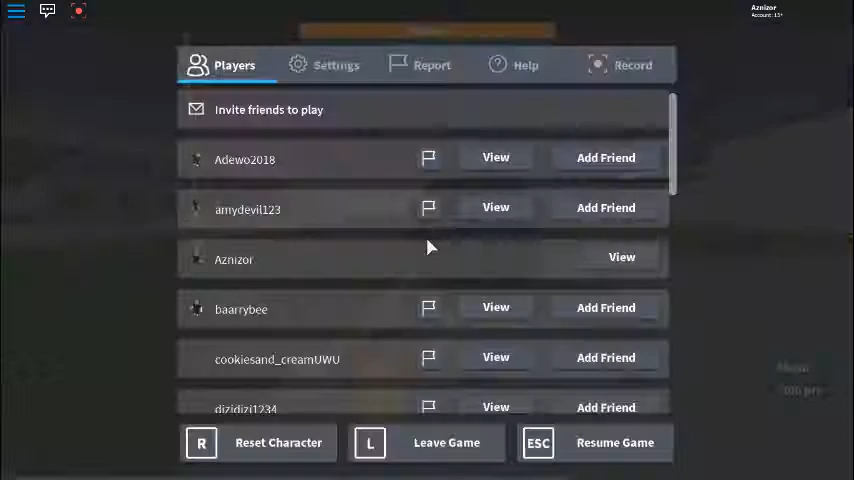 Aznizor
Account: 13+
Players Settings Report Help Record
Invite friends to play
Adewo2018 View Add Friend
amydevil123 View Add Friend
Aznizor View
baarrybee View Add Friend
cookiesand_creamUWU View Add Friend
dizidizi1234 View Add Friend
R Reset Character L Leave Game ESC Resume Game